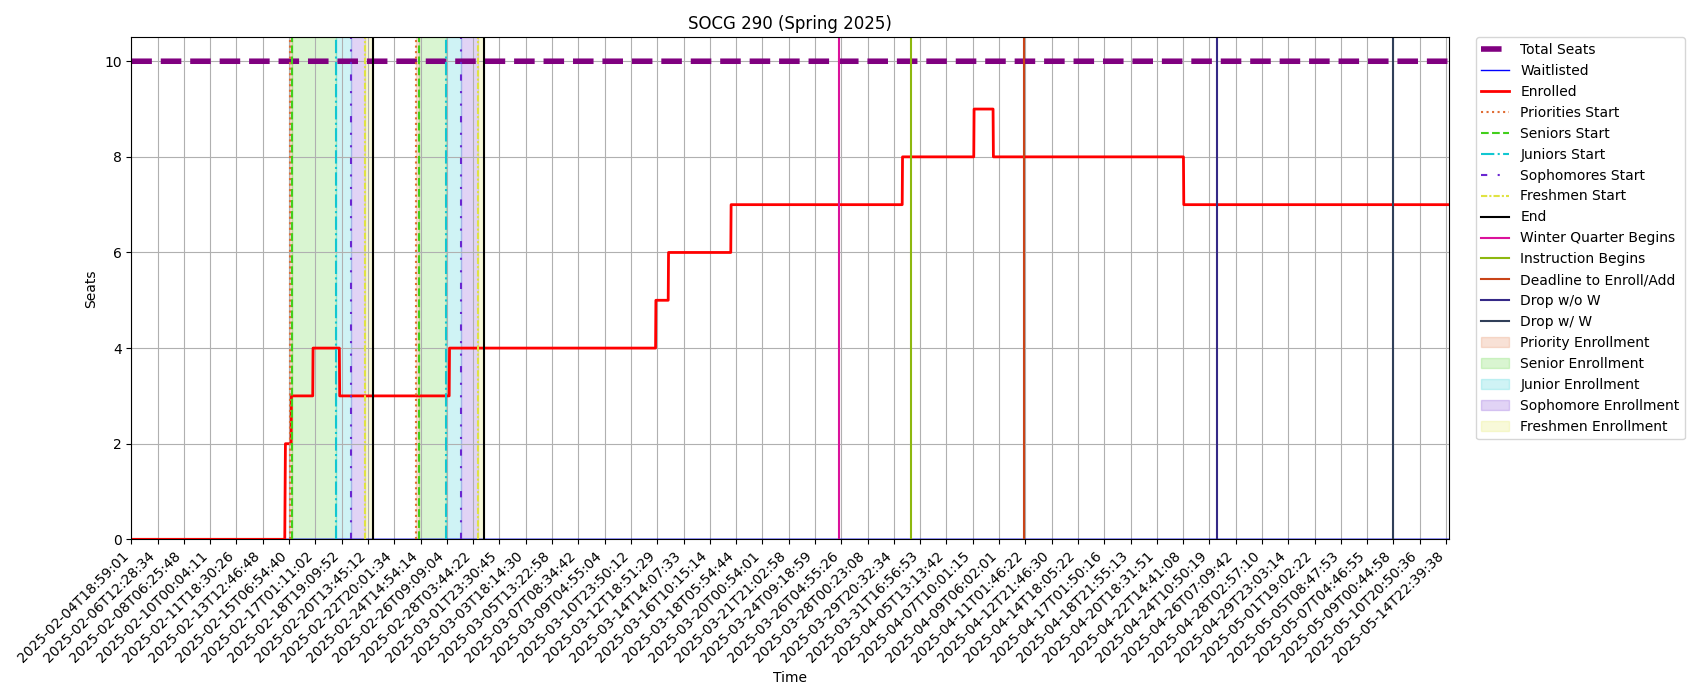 SOCG 290 (Spring 2025)
10
8
6
4
2
0
Seats
2025-02-04T18:59:01
2025-02-06T12:28:34
2025-02-08T06:25:48
2025-02-10T00:04:11
2025-02-11T18:30:26
2025-02-13T12:46:48
2025-02-15T06:54:40
2025-02-17T01:11:02
2025-02-18T19:09:52
2025-02-20T13:45:12
2025-02-22T20:01:34
2025-02-24T14:54:14
2025-02-26T09:09:04
2025-02-28T03:44:22
2025-03-01T23:30:45
2025-03-03T18:14:30
2025-03-05T13:22:58
2025-03-07T08:34:42
2025-03-09T04:55:04
2025-03-10T23:50:12
2025-03-12T18:51:29
2025-03-14T14:07:33
2025-03-16T10:15:14
2025-03-18T05:54:44
2025-03-20T00:54:01
2025-03-21T21:02:58
2025-03-24T09:18:59
2025-03-26T04:55:26
2025-03-28T00:23:08
2025-03-29T20:32:34
2025-03-31T16:56:53
2025-04-05T13:13:42
2025-04-07T10:01:15
2025-04-09T06:02:01
2025-04-11T01:46:22
2025-04-12T21:46:30
2025-04-14T18:05:22
2025-04-17T01:50:16
2025-04-18T21:55:13
2025-04-20T18:31:51
2025-04-22T14:41:08
2025-04-24T10:50:19
2025-04-26T07:09:42
2025-04-28T02:57:10
2025-04-29T23:03:14
2025-05-01T19:02:22
2025-05-05T08:47:53
2025-05-07T04:46:55
2025-05-09T00:44:58
2025-05-10T20:50:36
2025-05-14T22:39:38
Time
Total Seats
Waitlisted
Enrolled
Priorities Start
Seniors Start
Juniors Start
Sophomores Start
Freshmen Start
End
Winter Quarter Begins
Instruction Begins
Deadline to Enroll/Add
Drop w/o W
Drop w/ W
Priority Enrollment
Senior Enrollment
Junior Enrollment
Sophomore Enrollment
Freshmen Enrollment